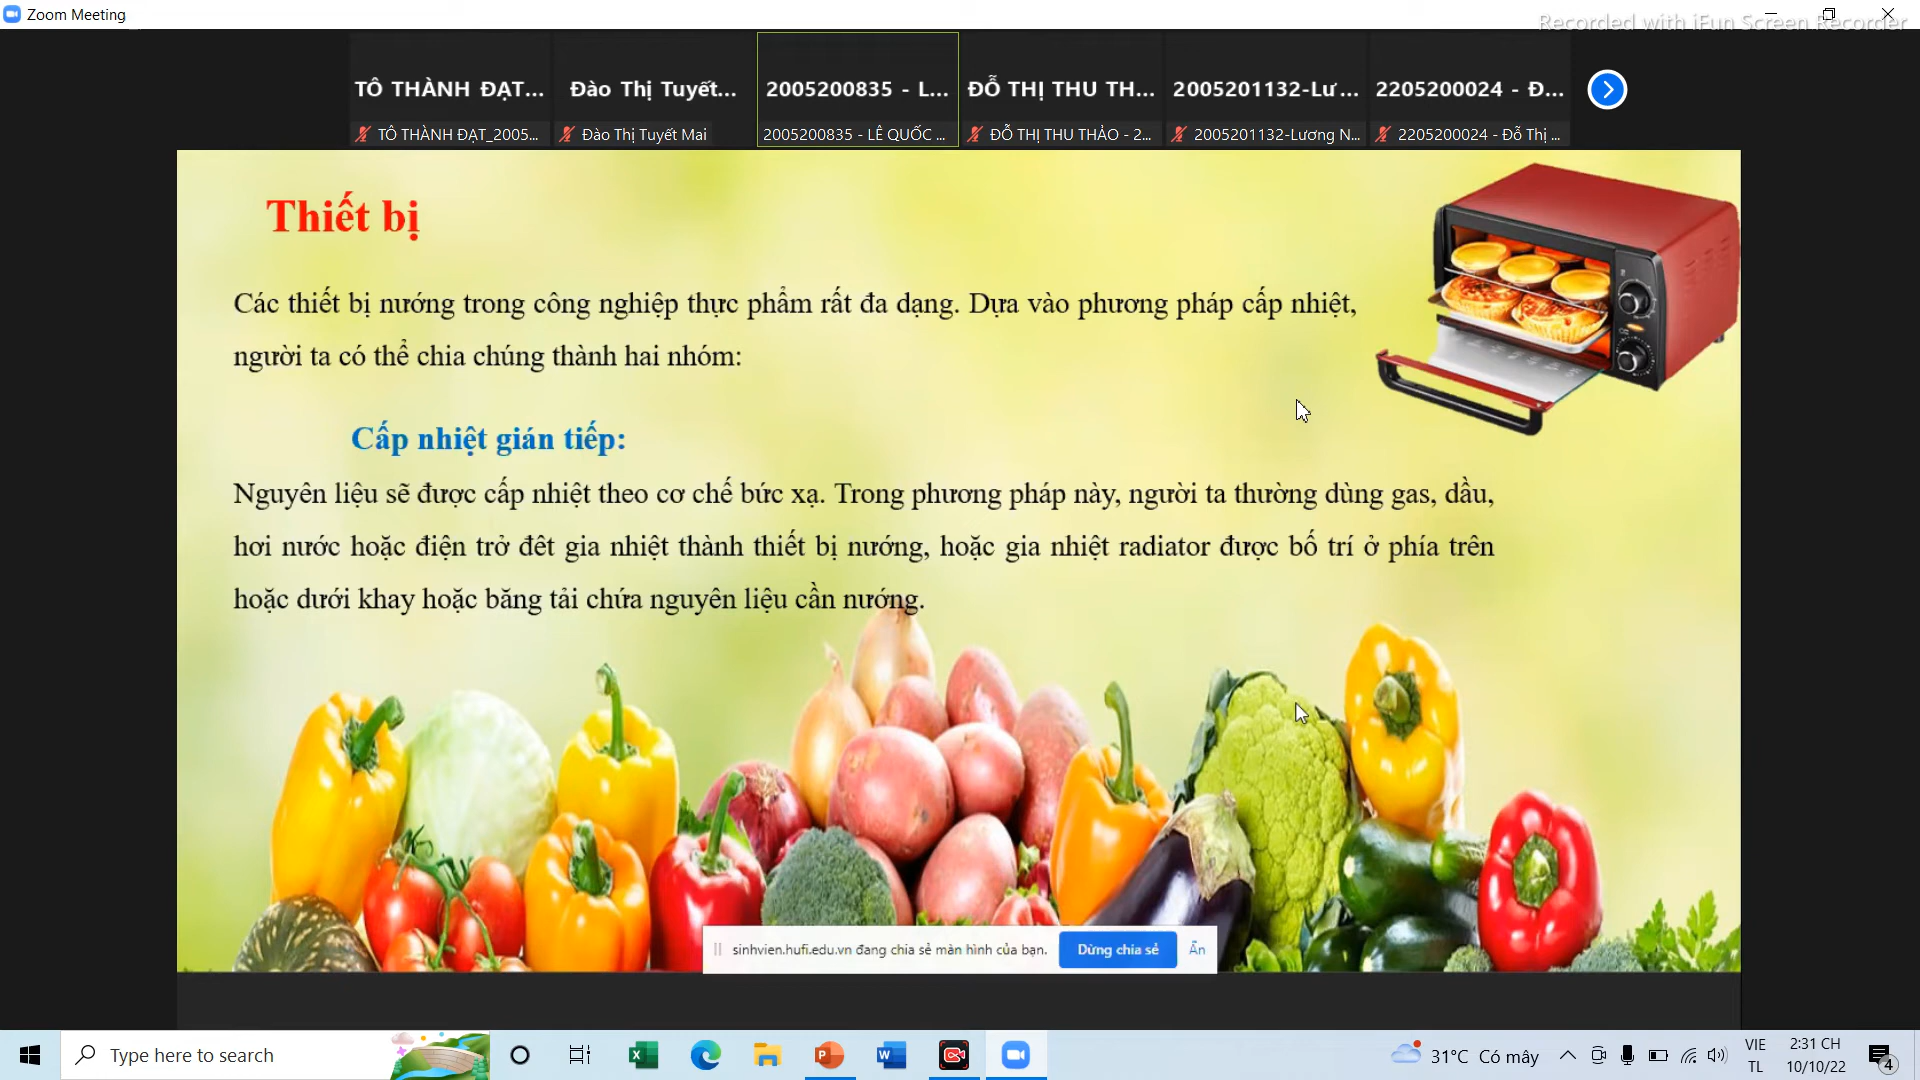 Zoom Meeting
Recorded with iFun Screen Recorder
TÔ THÀNH ĐẠT...
Đào Thị Tuyết...
2005200835 - L...
ĐỖ THỊ THU TH...
2005201132-Lư...
2205200024 - Đ...
TÔ THÀNH ĐẠT_2005...
Đào Thị Tuyết Mai
2005200835 - LÊ QUỐC ...
ĐỖ THỊ THU THẢO - 2...
2005201132-Lương N...
2205200024 - Đỗ Thị ...
Thiết bị
Các thiết bị nướng trong công nghiệp thực phẩm rất đa dạng. Dựa vào phương pháp cấp nhiệt,
người ta có thể chia chúng thành hai nhóm:
Cấp nhiệt gián tiếp:
Nguyên liệu sẽ được cấp nhiệt theo cơ chế bức xạ. Trong phương pháp này, người ta thường dùng gas, dầu,
hơi nước hoặc điện trở đêt gia nhiệt thành thiết bị nướng, hoặc gia nhiệt radiator được bố trí ở phía trên
hoặc dưới khay hoặc băng tải chứa nguyên liệu cần nướng.
sinhvien.hufi.edu.vn đang chia sẻ màn hình của bạn.
Dừng chia sẻ
Ẩn
Type here to search
31°C Có mây
VIE
TL
2:31 CH
10/10/22
4